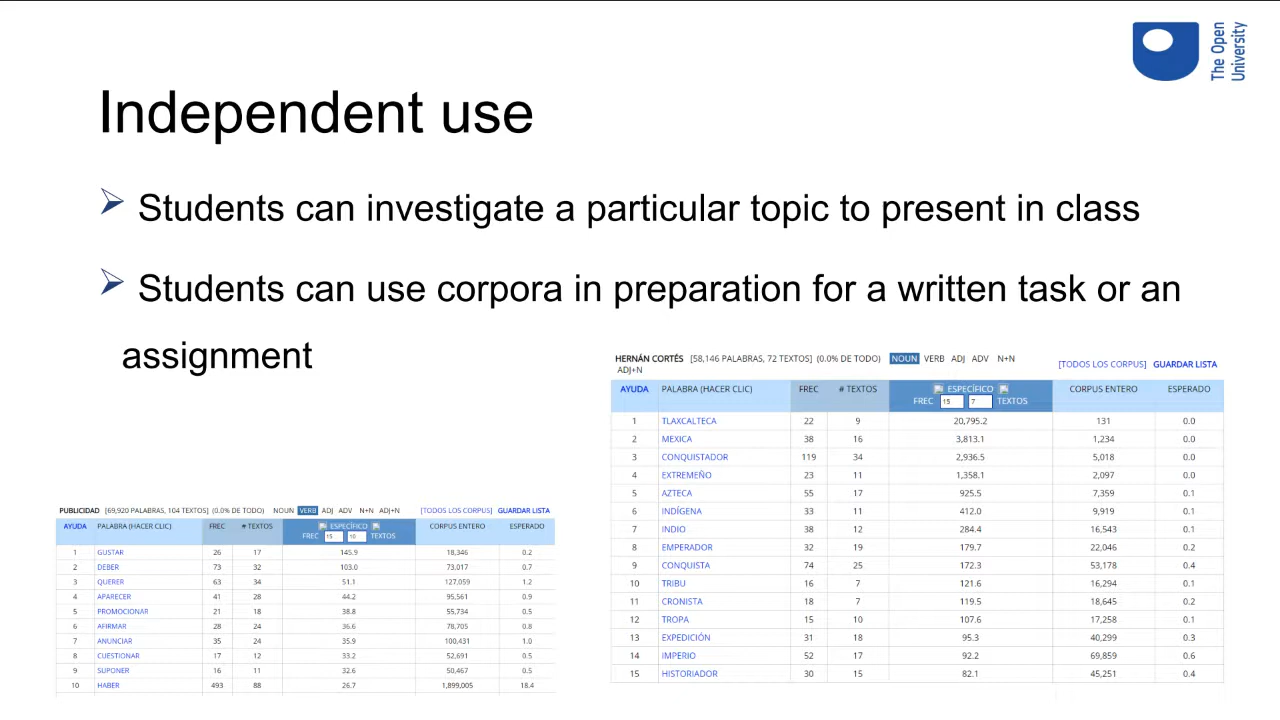 The Open
University
Independent use
Students can investigate a particular topic to present in class
Students can use corpora in preparation for a written task or an
assignment
HERNÁN CORTÉS [58,146 PALABRAS, 72 TEXTOS] (0.0% DE TODO) NOUN VERB ADJ ADV N+N
ADJ+N
[TODOS LOS CORPUS] GUARDAR LISTA
AYUDA PALABRA (HACER CLIC) FREC # TEXTOS ESPECÍFICO CORPUS ENTERO ESPERADO
FREC 15 7 TEXTOS
1 TLAXCALTECA 22 9 20,795.2 131 0.0
2 MEXICA 38 16 3,813.1 1,234 0.0
3 CONQUISTADOR 119 34 2,936.5 5,018 0.0
4 EXTREMEÑO 23 11 1,358.1 2,097 0.0
5 AZTECA 55 17 925.5 7,359 0.1
6 INDÍGENA 33 11 412.0 9,919 0.1
7 INDIO 38 12 284.4 16,543 0.1
8 EMPERADOR 32 19 179.7 22,046 0.2
9 CONQUISTA 74 25 172.3 53,178 0.4
10 TRIBU 16 7 121.6 16,294 0.1
11 CRONISTA 18 7 119.5 18,645 0.2
12 TROPA 15 10 107.6 17,258 0.1
13 EXPEDICIÓN 31 18 95.3 40,299 0.3
14 IMPERIO 52 17 92.2 69,859 0.6
15 HISTORIADOR 30 15 82.1 45,251 0.4
PUBLICIDAD [69,920 PALABRAS, 104 TEXTOS] (0.0% DE TODO) NOUN VERB ADJ ADV N+N ADJ+N [TODOS LOS CORPUS] GUARDAR LISTA
AYUDA PALABRA (HACER CLIC) FREC # TEXTOS ESPECÍFICO CORPUS ENTERO ESPERADO
FREC 15 10 TEXTOS
1 GUSTAR 26 17 145.9 18,346 0.2
2 DEBER 73 32 103.0 73,017 0.7
3 QUERER 63 34 51.1 127,059 1.2
4 APARECER 41 28 44.2 95,561 0.9
5 PROMOCIONAR 21 18 38.8 55,734 0.5
6 AFIRMAR 28 24 36.6 78,705 0.8
7 ANUNCIAR 35 24 35.9 100,431 1.0
8 CUESTIONAR 17 12 33.2 52,691 0.5
9 SUPONER 16 11 32.6 50,467 0.5
10 HABER 493 88 26.7 1,899,005 18.4